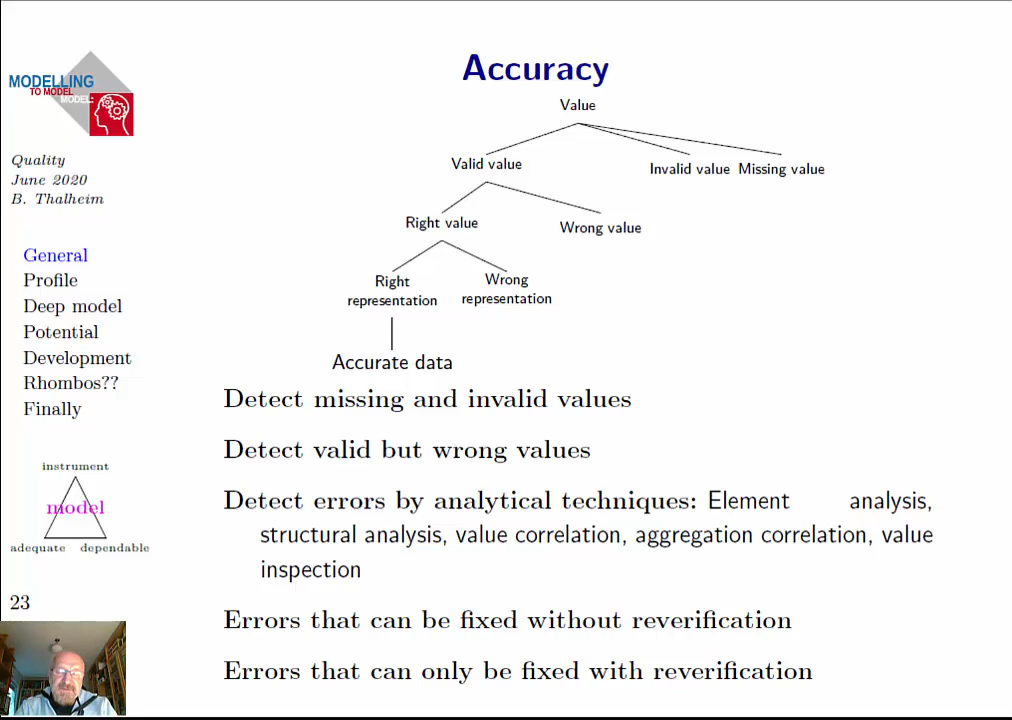 Accuracy
MODELLING
TO MODEL
MODEL:
Quality
June 2020
B. Thalheim
General
Profile
Deep model
Potential
Development
Rhombos??
Finally
instrument
model
adequate dependable
23
Value
Valid value Invalid value Missing value
Right value Wrong value
Right Wrong
representation representation
Accurate data
Detect missing and invalid values
Detect valid but wrong values
Detect errors by analytical techniques: Element analysis,
structural analysis, value correlation, aggregation correlation, value
inspection
Errors that can be fixed without reverification
Errors that can only be fixed with reverification